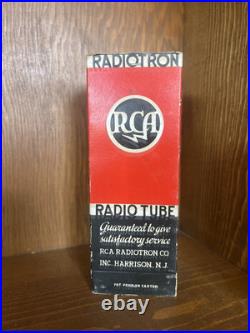 RADIOTRON
RCA
RADIO TUBE
Guaranteed to give
satisfactory service
RCA RADIOTRON CO
INC. HARRISON, N.J.